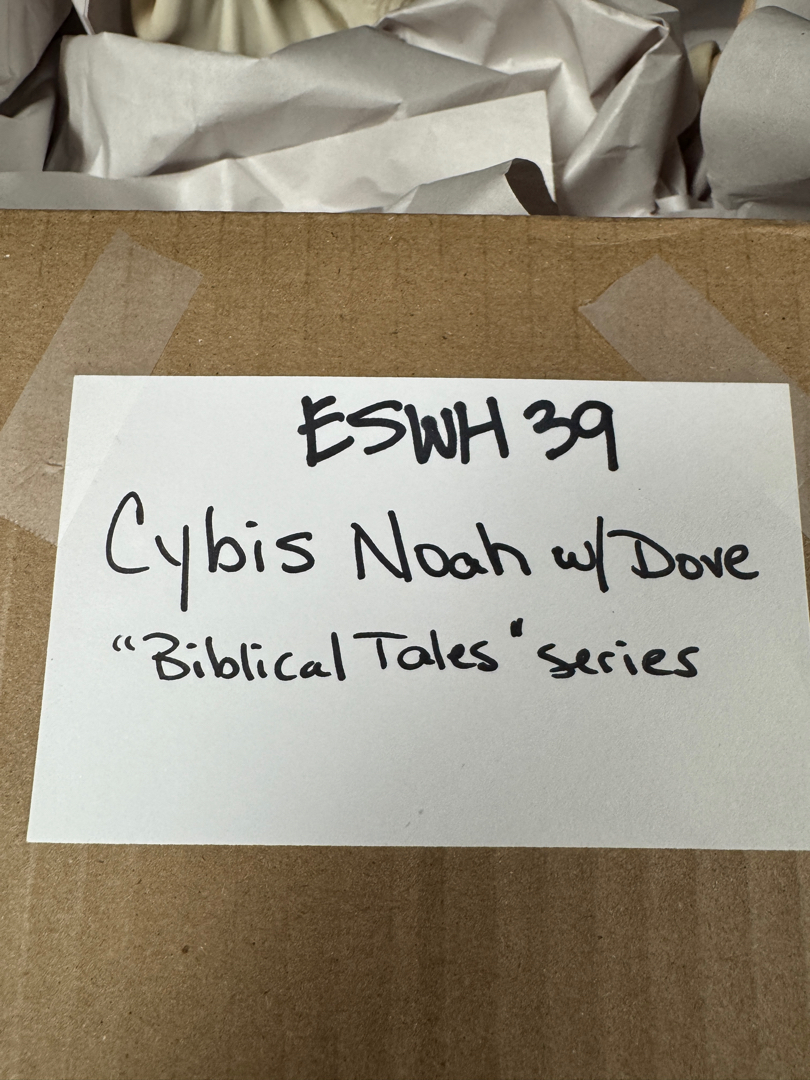 ESWH 39
Cybis Noah w/ Dove
"Biblical Tales" series